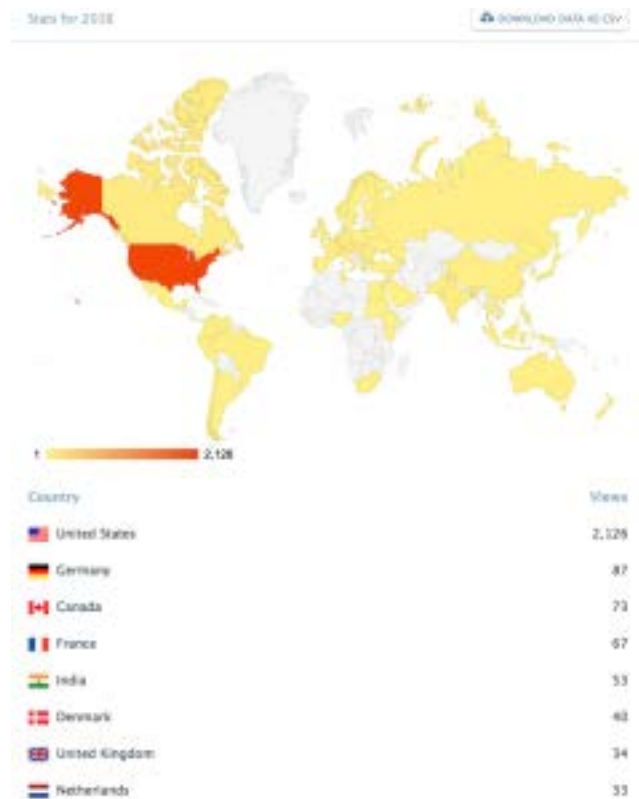 Stats for
DOWNLOAD DATA AS CSV
1 2,126
Country Views
United States 2,126
Germany 87
Canada 73
France 67
India 53
Denmark 40
United Kingdom 34
Netherlands 33